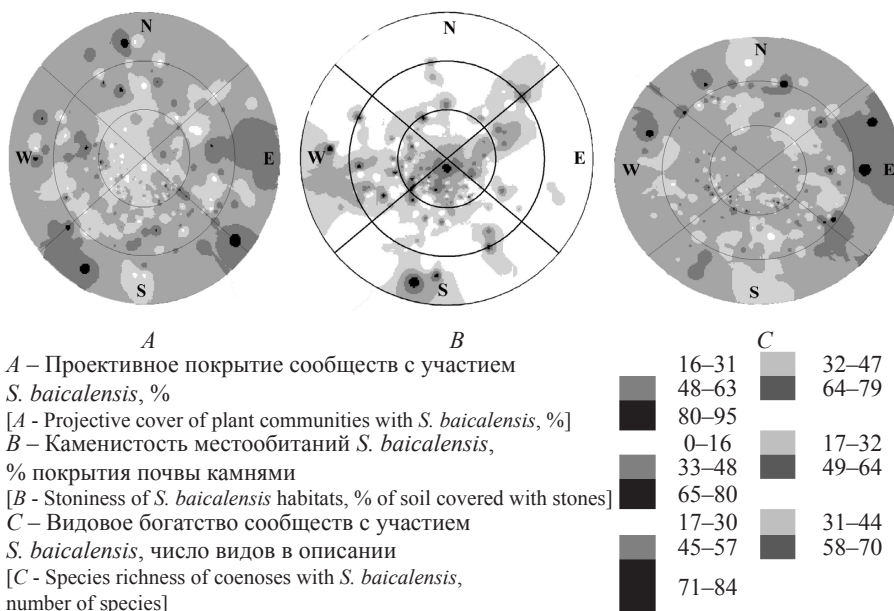 N
N
N
W
E
W
E
W
E
S
S
S
A
B
C
A – Проективное покрытие сообществ с участием
S. baicalensis, %
[A - Projective cover of plant communities with S. baicalensis, %]
B – Каменистость местообитаний S. baicalensis,
% покрытия почвы камнями
[B - Stoniness of S. baicalensis habitats, % of soil covered with stones]
C – Видовое богатство сообществ с участием
S. baicalensis, число видов в описании
[C - Species richness of coenoses with S. baicalensis,
number of species]
16–31 32–47
48–63 64–79
80–95
0–16 17–32
33–48 49–64
65–80
17–30 31–44
45–57 58–70
71–84